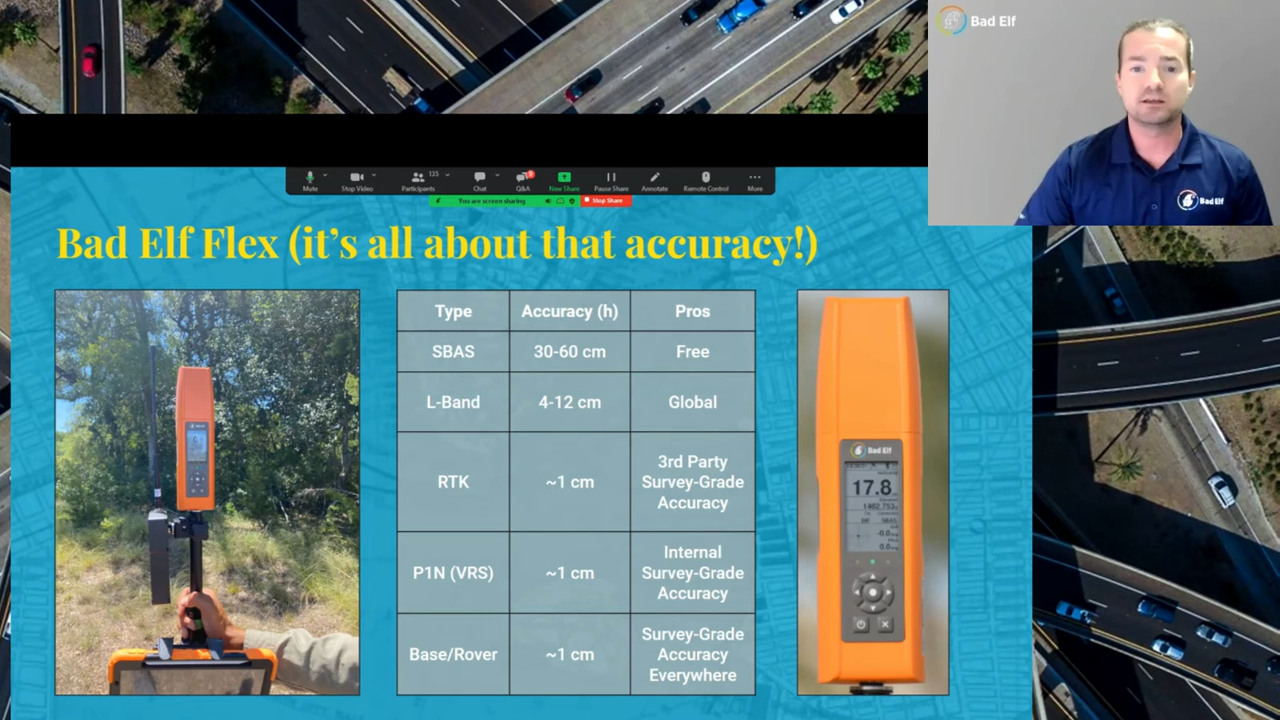 Bad Elf
Bad Elf
Mute
Stop Video
Participants
135
Chat
Q&A
New Share
Pause Share
Annotate
Remote Control
More
You are screen sharing
Stop Share
Bad Elf Flex (it's all about that accuracy!)
Type Accuracy (h) Pros
SBAS 30-60 cm Free
L-Band 4-12 cm Global
RTK ~1 cm 3rd Party
Survey-Grade
Accuracy
P1N (VRS) ~1 cm Internal
Survey-Grade
Accuracy
Base/Rover ~1 cm Survey-Grade
Accuracy
Everywhere
Bad Elf
17.8